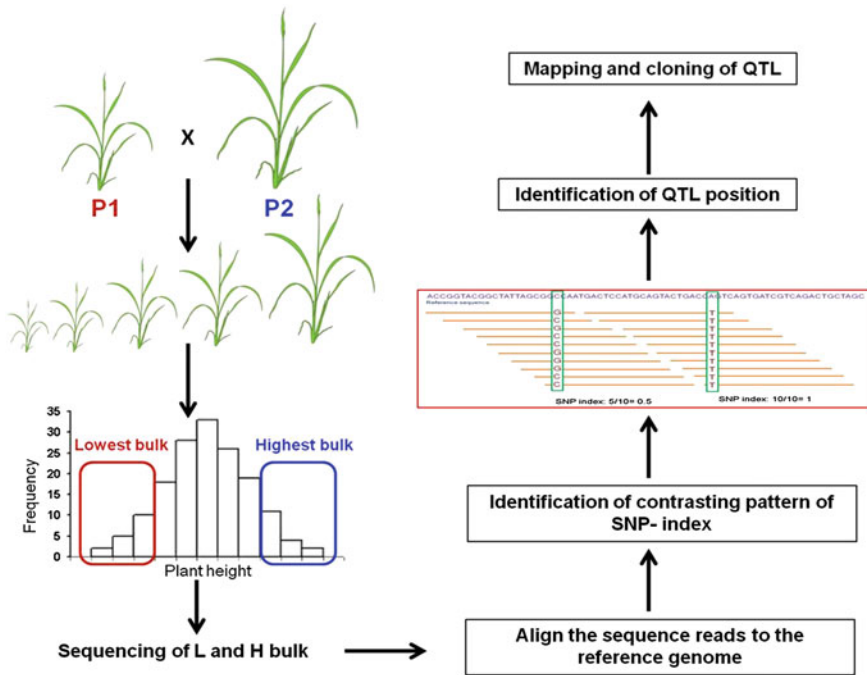 P1
X
P2
35
30
25
20
15
10
5
0
Frequency
Lowest bulk
Highest bulk
Plant height
Sequencing of L and H bulk
Align the sequence reads to the
reference genome
Identification of contrasting pattern of
SNP- index
ACCGGTACGGCTATTAGCGGCCAATGACTCCATGCAGTACTGACCAGTCAGTGATCGTCAGACTGCTAGC
Reference sequence
G T
C T
G T
C T
C T
G T
G T
G T
C T
C T
SNP index: 5/10= 0.5
SNP index: 10/10= 1
Identification of QTL position
Mapping and cloning of QTL